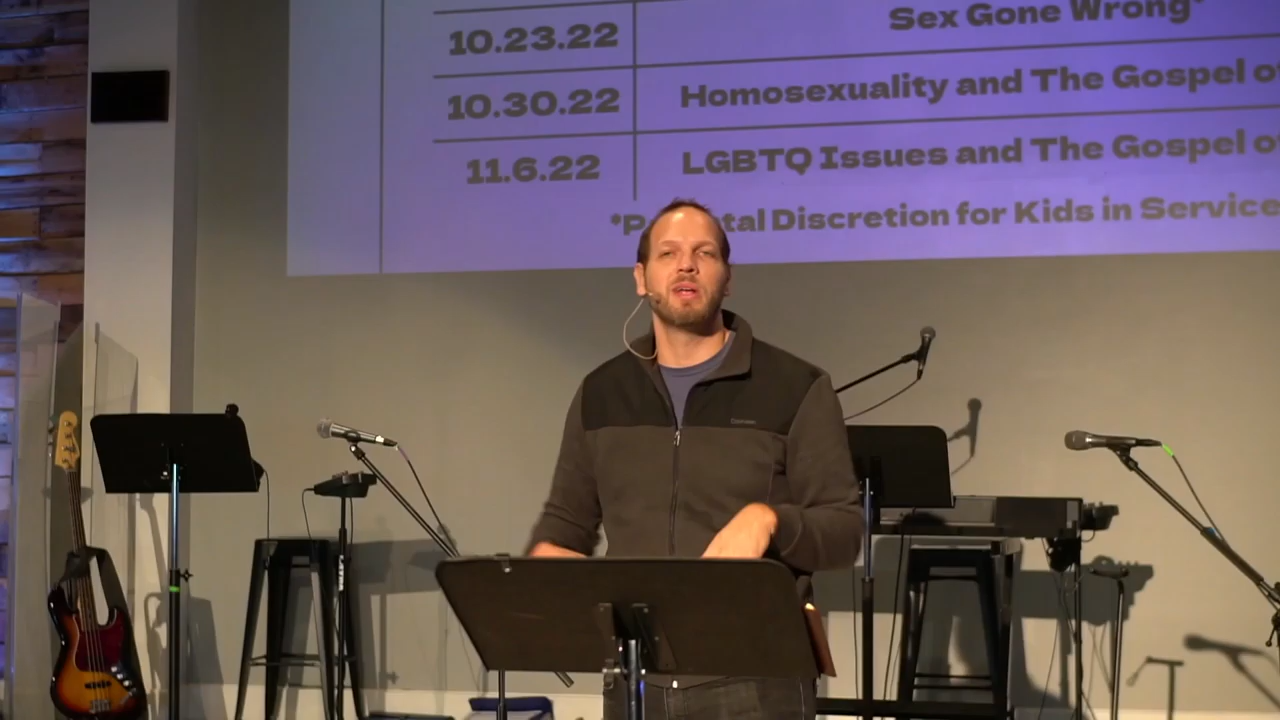 Sex Gone Wrong*
10.23.22
Homosexuality and The Gospel of
10.30.22
LGBTQ Issues and The Gospel of
11.6.22
tal Discretion for Kids in Service